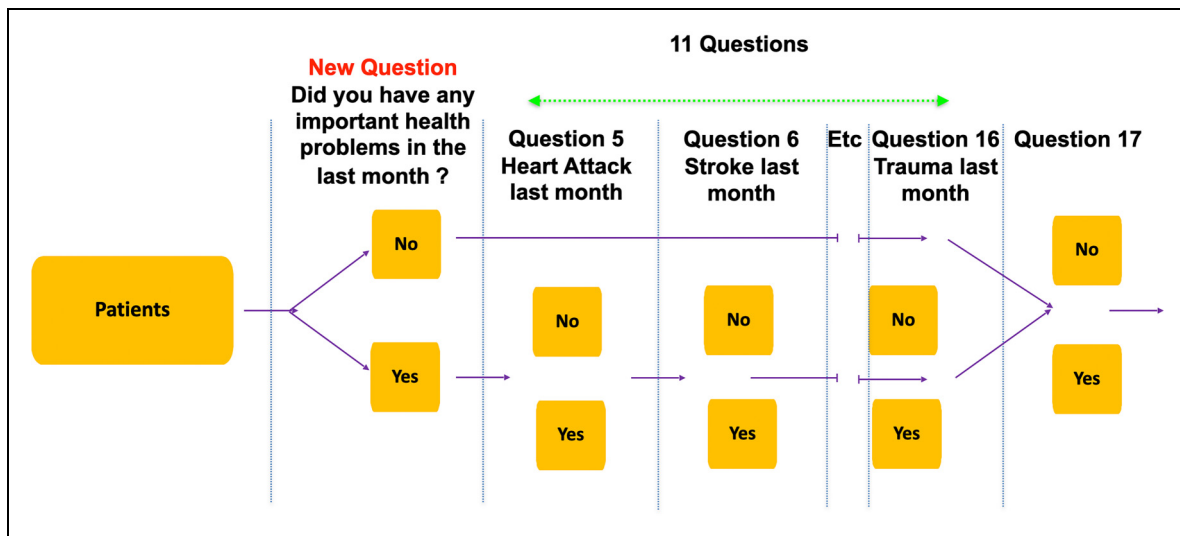 11 Questions
New Question
Did you have any
important health
problems in the
last month ?
Question 5
Heart Attack
last month
Question 6
Stroke last
month
Etc
Question 16
Trauma last
month
Question 17
No
No
Patients
No
No
No
Yes
Yes
Yes
Yes
Yes